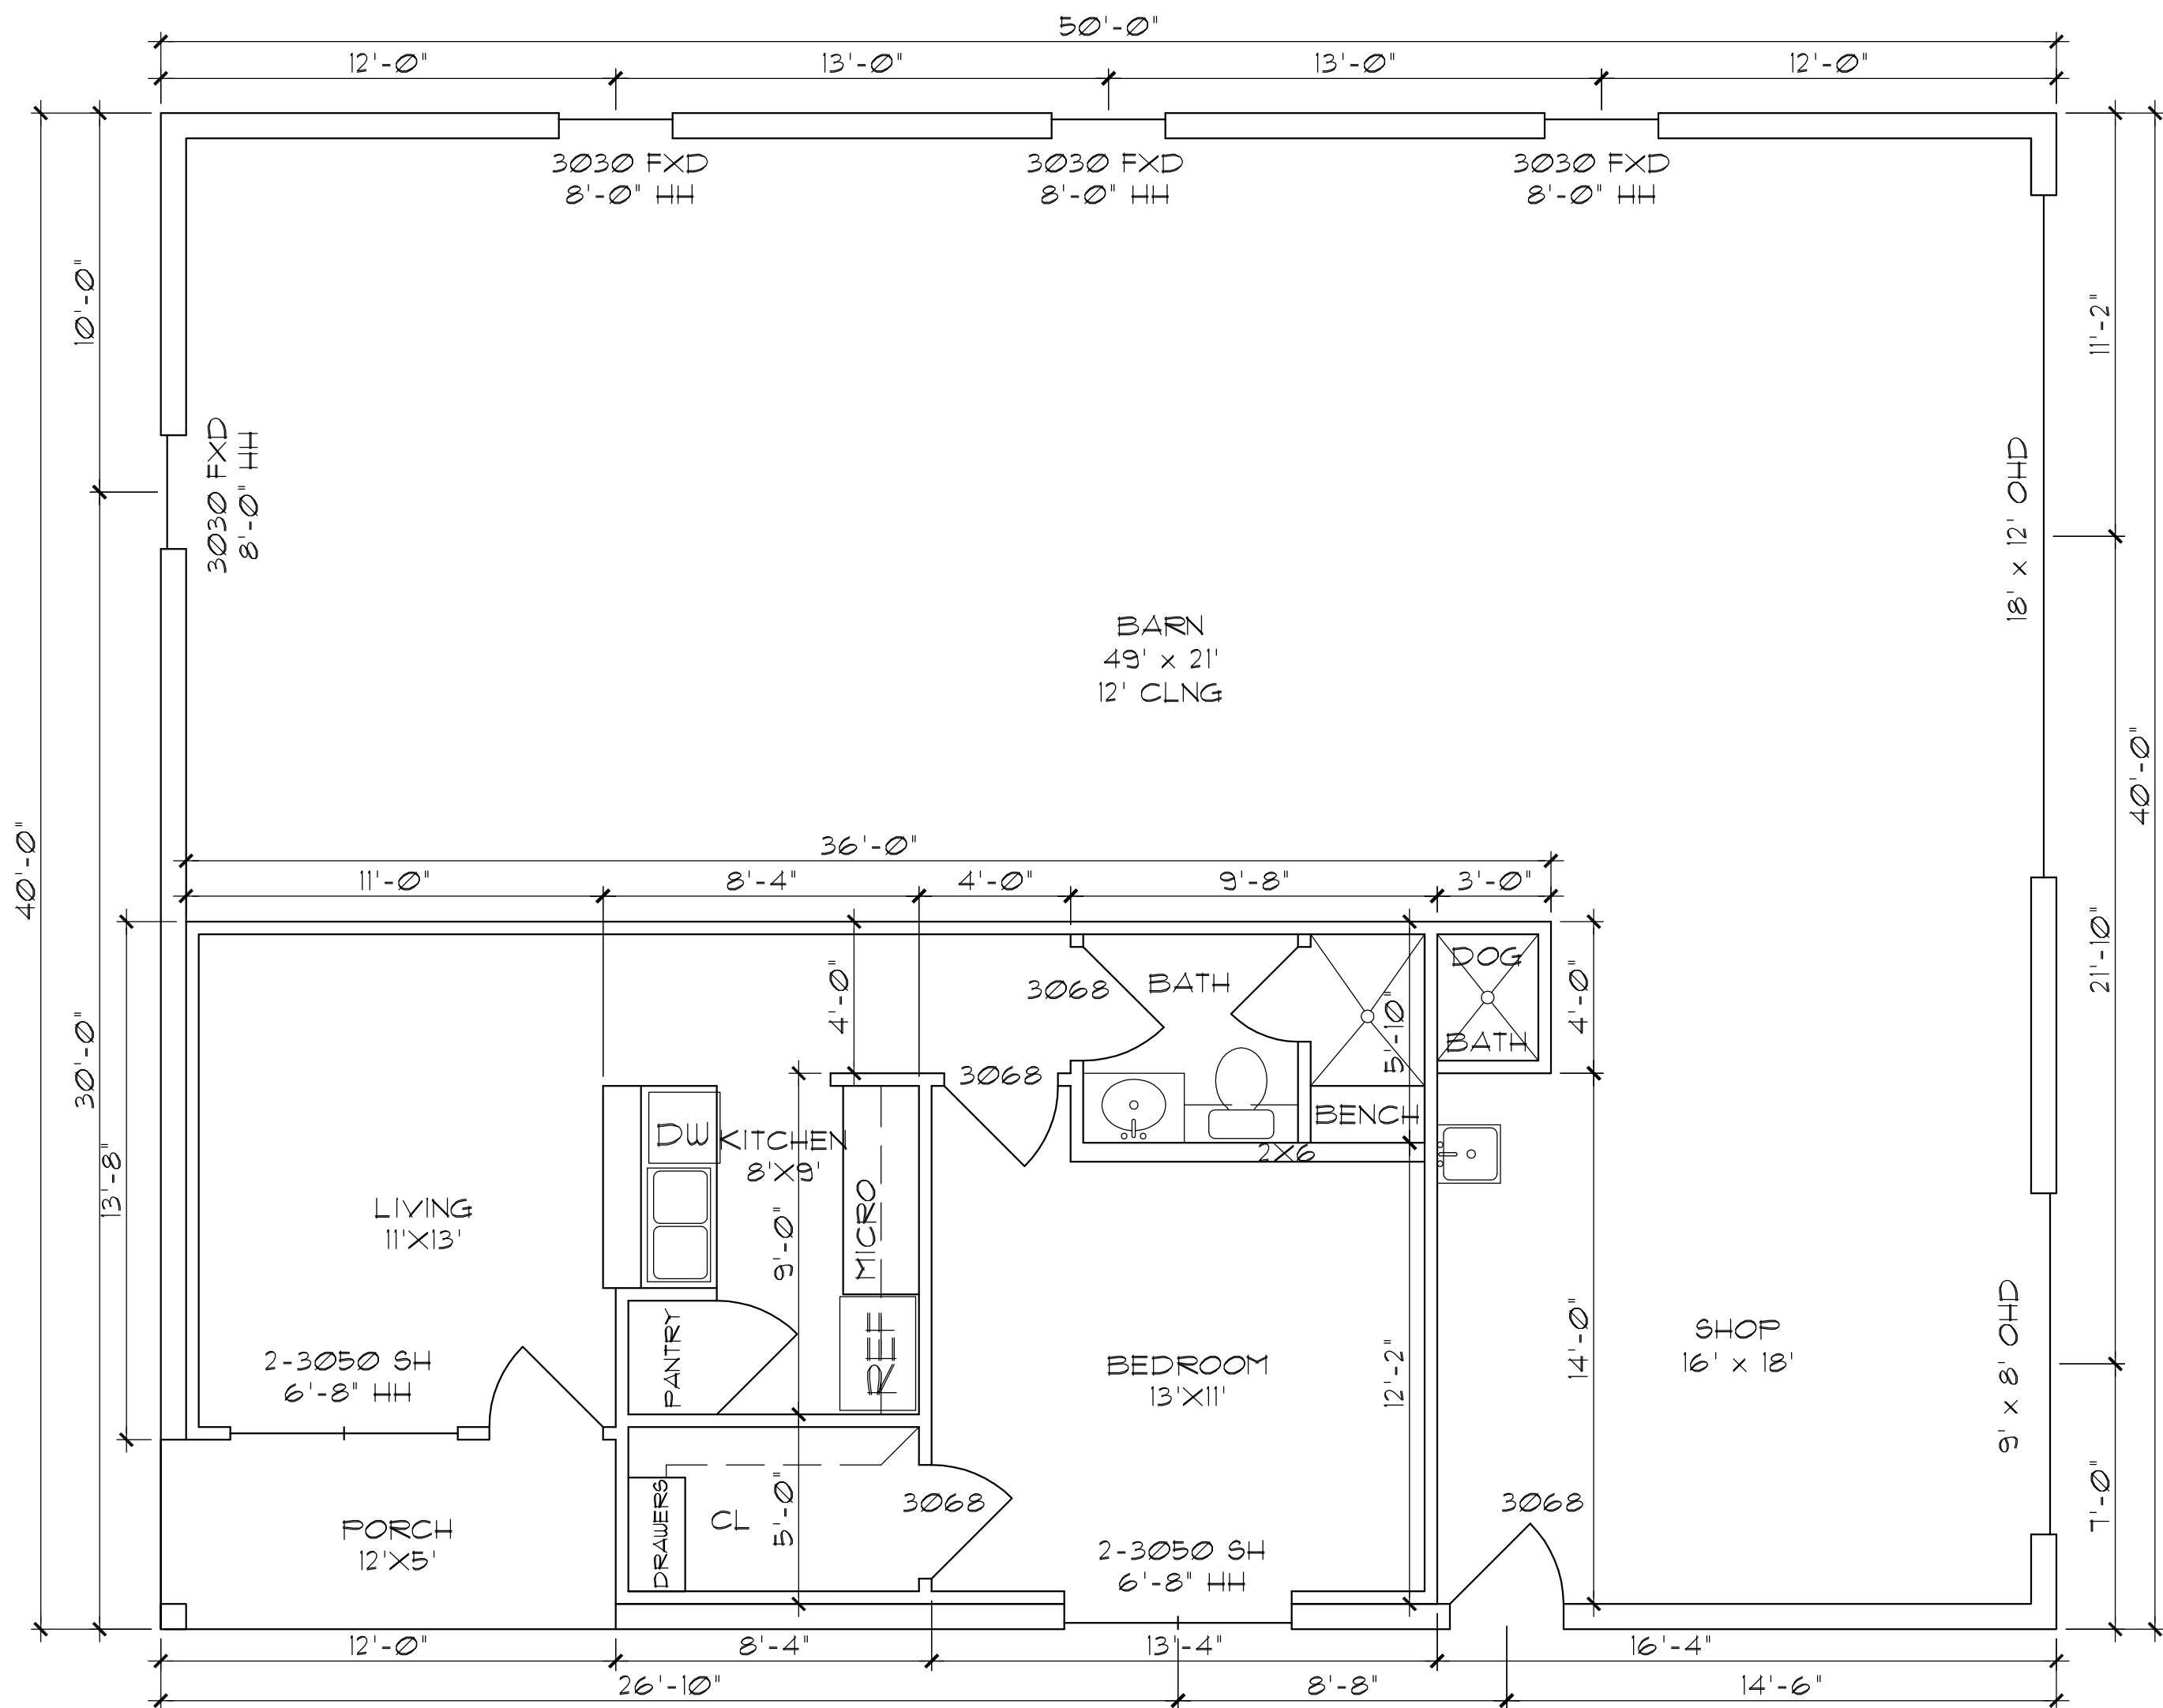 50'-0"
12'-0"
13'-0"
13'-0"
12'-0"
3030 FXD
8'-0" HH
3030 FXD
8'-0" HH
3030 FXD
8'-0" HH
10'-0"
11'-2"
3030 FXD
8'-0" HH
18' x 12' OHD
BARN
49' x 21'
12' CLNG
40'-0"
40'-0"
36'-0"
11'-0"
8'-4"
4'-0"
9'-8"
3'-0"
30'-0"
21'-10"
13'-8"
4'-0"
3068
BATH
5'-10"
DOG
BATH
4'-0"
3068
BENCH
2X6
DW
KITCHEN
8'X9'
MICRO
9'-0"
LIVING
11'X13'
REF
PANTRY
2-3050 SH
6'-8" HH
BEDROOM
13'X11'
12'-2"
14'-0"
SHOP
16' x 18'
9' x 8' OHD
7'-0"
PORCH
12'X5'
DRAWERS
CL
5'-0"
3068
2-3050 SH
6'-8" HH
3068
12'-0"
8'-4"
13'-4"
16'-4"
26'-10"
8'-8"
14'-6"